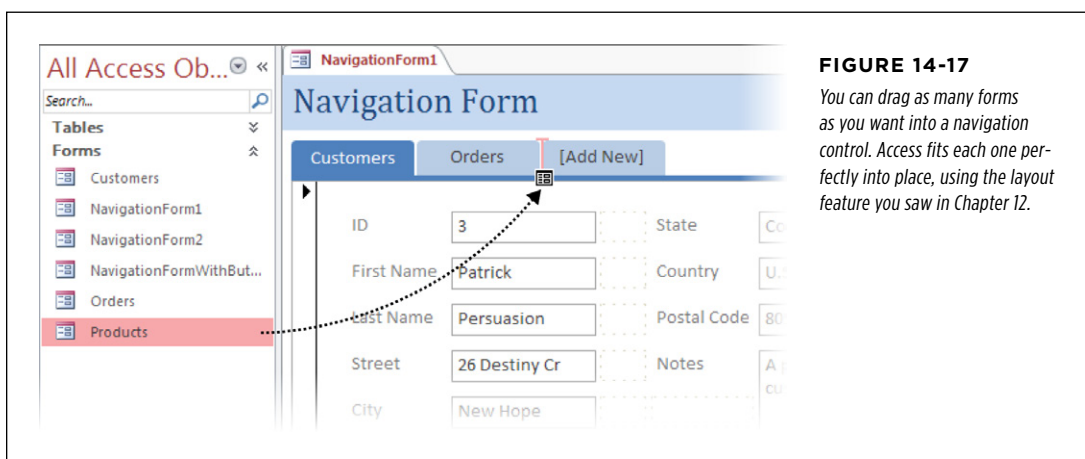 All Access Ob... «
Search...
Tables
Forms
Customers
NavigationForm1
NavigationForm2
NavigationFormWithBut...
Orders
Products
NavigationForm1
Navigation Form
Customers Orders [Add New]
ID 3 State
First Name Patrick Country U.S
Last Name Persuasion Postal Code 80
Street 26 Destiny Cr Notes A
City New Hope
FIGURE 14-17
You can drag as many forms
as you want into a navigation
control. Access fits each one per-
fectly into place, using the layout
feature you saw in Chapter 12.